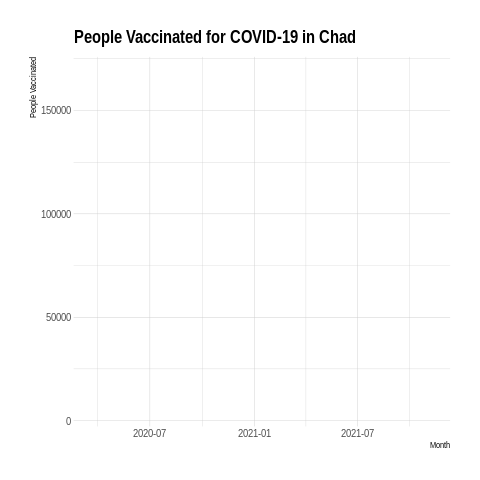 People Vaccinated for COVID-19 in Chad
People Vaccinated
150000
100000
50000
0
2020-07 2021-01 2021-07
Month